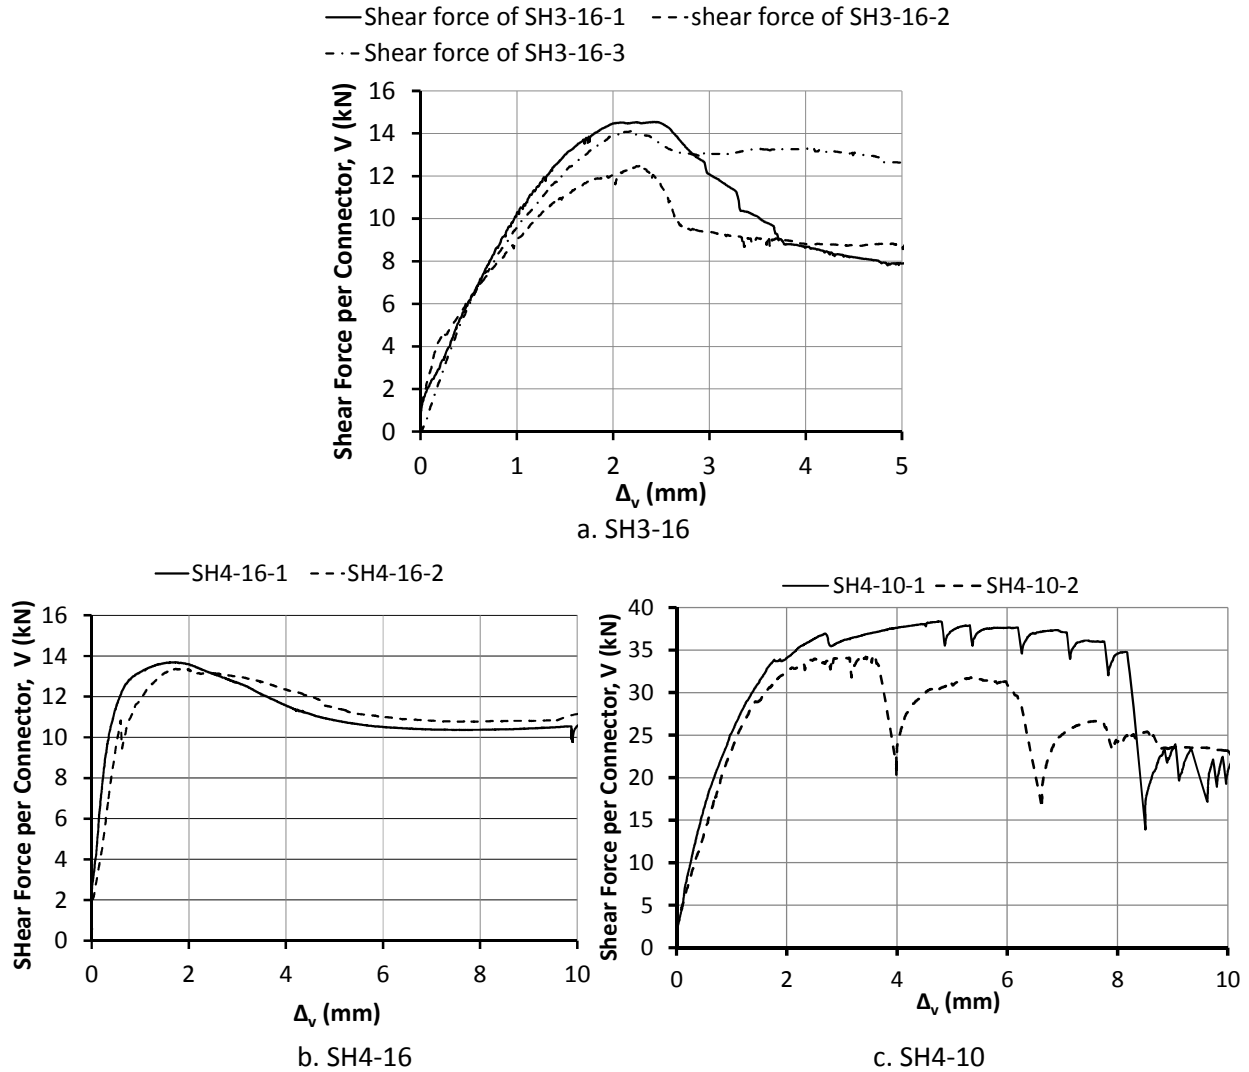 Shear force of SH3-16-1 shear force of SH3-16-2
Shear force of SH3-16-3
Shear Force per Connector, V (kN)
16
14
12
10
8
6
4
2
0
0 1 2 3 4 5
Δv (mm)
a. SH3-16
SH4-16-1 SH4-16-2
SHear Force per Connector, V (kN)
16
14
12
10
8
6
4
2
0
0 2 4 6 8 10
Δv (mm)
b. SH4-16
SH4-10-1 SH4-10-2
Shear Force per Connector, V (kN)
40
35
30
25
20
15
10
5
0
0 2 4 6 8 10
Δv (mm)
c. SH4-10